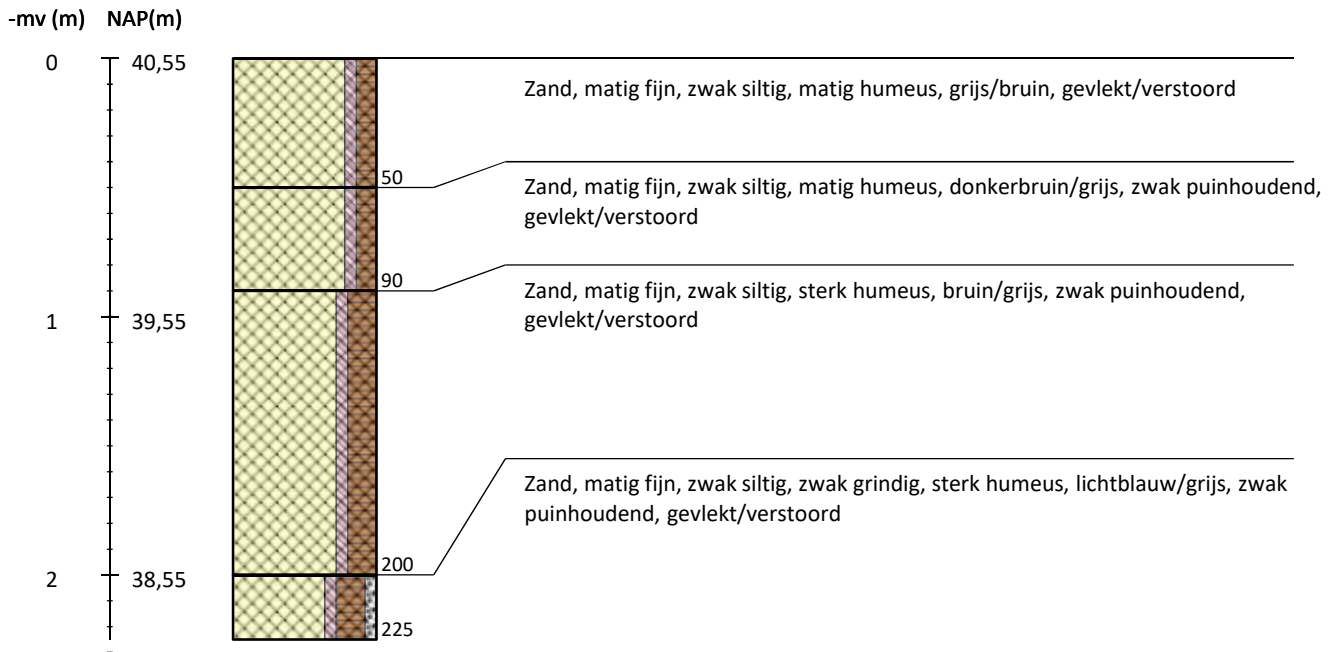 -mv (m) NAP(m)
0 40,55
Zand, matig fijn, zwak siltig, matig humeus, grijs/bruin, gevlekt/verstoord
50
Zand, matig fijn, zwak siltig, matig humeus, donkerbruin/grijs, zwak puinhoudend,
gevlekt/verstoord
90
Zand, matig fijn, zwak siltig, sterk humeus, bruin/grijs, zwak puinhoudend,
gevlekt/verstoord
1 39,55
Zand, matig fijn, zwak siltig, zwak grindig, sterk humeus, lichtblauw/grijs, zwak
puinhoudend, gevlekt/verstoord
200
2 38,55
225